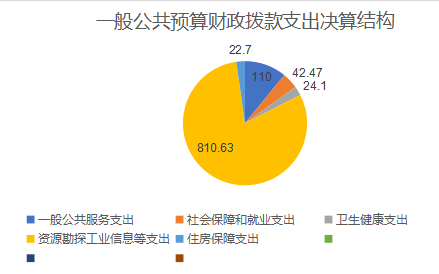 一般公共预算财政拨款支出决算结构
22.7
110
42.47
24.1
810.63
一般公共服务支出 社会保障和就业支出 卫生健康支出
资源勘探工业信息等支出 住房保障支出